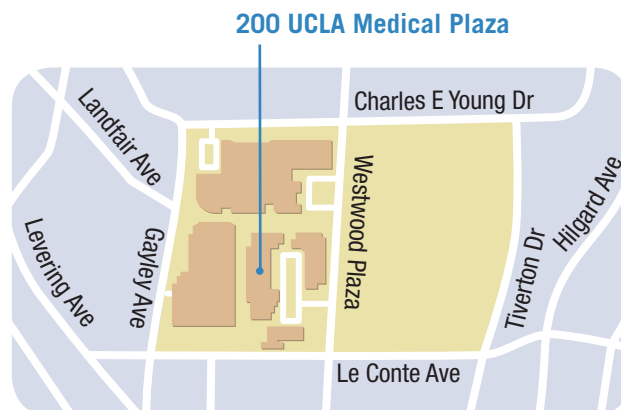 200 UCLA Medical Plaza
Charles E Young Dr
Landfair Ave
Westwood Plaza
Hilgard Ave
Gayley Ave
Levering Ave
Tiverton Dr
Le Conte Ave